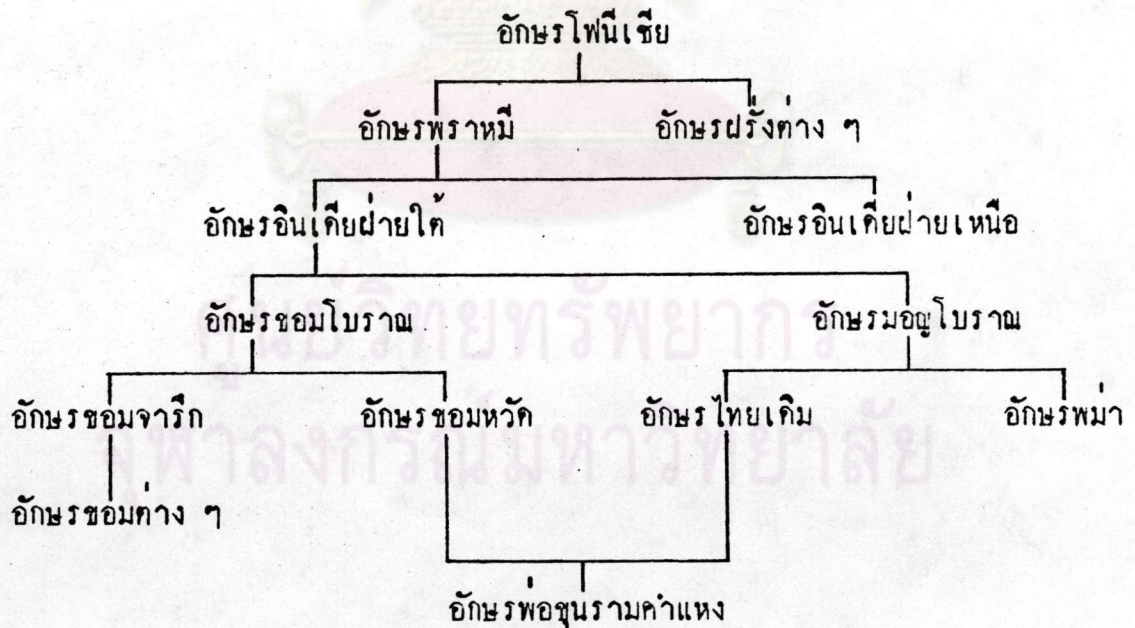 อักษรโฟนีเซีย
อักษรพราหมี อักษรฝรั่งต่าง ๆ
อักษรอินเดียฝ่ายใต้ อักษรอินเดียฝ่ายเหนือ
ศูนย์วิทยทรัพยากร
อักษรขอมโบราณ อักษรมอญโบราณ
อักษรขอมจารึก อักษรขอมหวัด อักษรไทยเดิม อักษรพม่า
จุฬาลงกรณ์มหาวิทยาลัย
อักษรขอมต่าง ๆ
อักษรพ่อขุนรามคำแหง